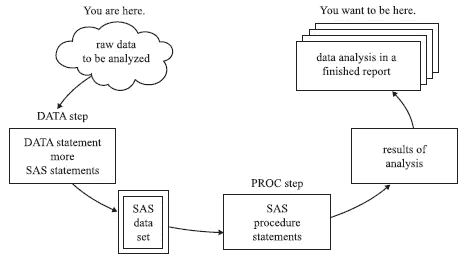 You are here.
raw data
to be analyzed
DATA step
DATA statement
more
SAS statements
SAS
data
set
PROC step
SAS
procedure
statements
results of
analysis
You want to be here.
data analysis in a
finished report